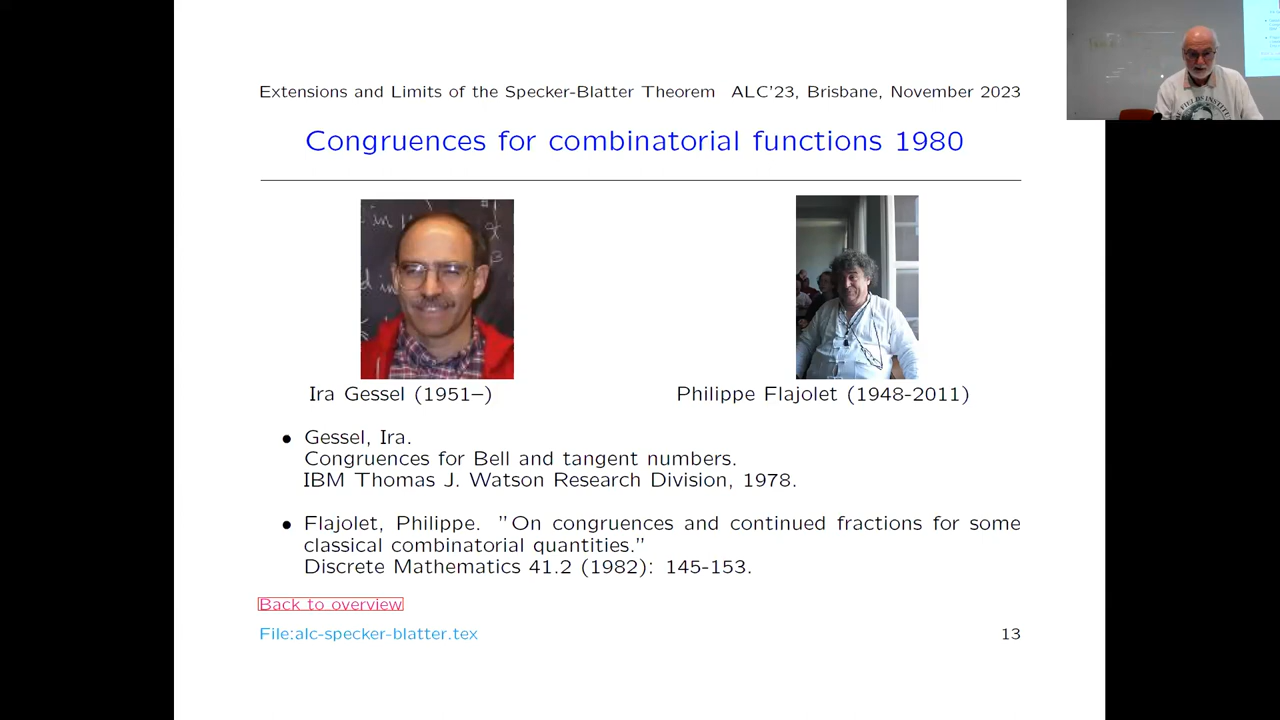 Extensions and Limits of the Specker-Blatter Theorem ALC'23, Brisbane, November 2023
Congruences for combinatorial functions 1980
Ira Gessel (1951–)
Philippe Flajolet (1948-2011)
• Gessel, Ira.
Congruences for Bell and tangent numbers.
IBM Thomas J. Watson Research Division, 1978.
• Flajolet, Philippe. "On congruences and continued fractions for some
classical combinatorial quantities."
Discrete Mathematics 41.2 (1982): 145-153.
Back to overview
File:alc-specker-blatter.tex
13